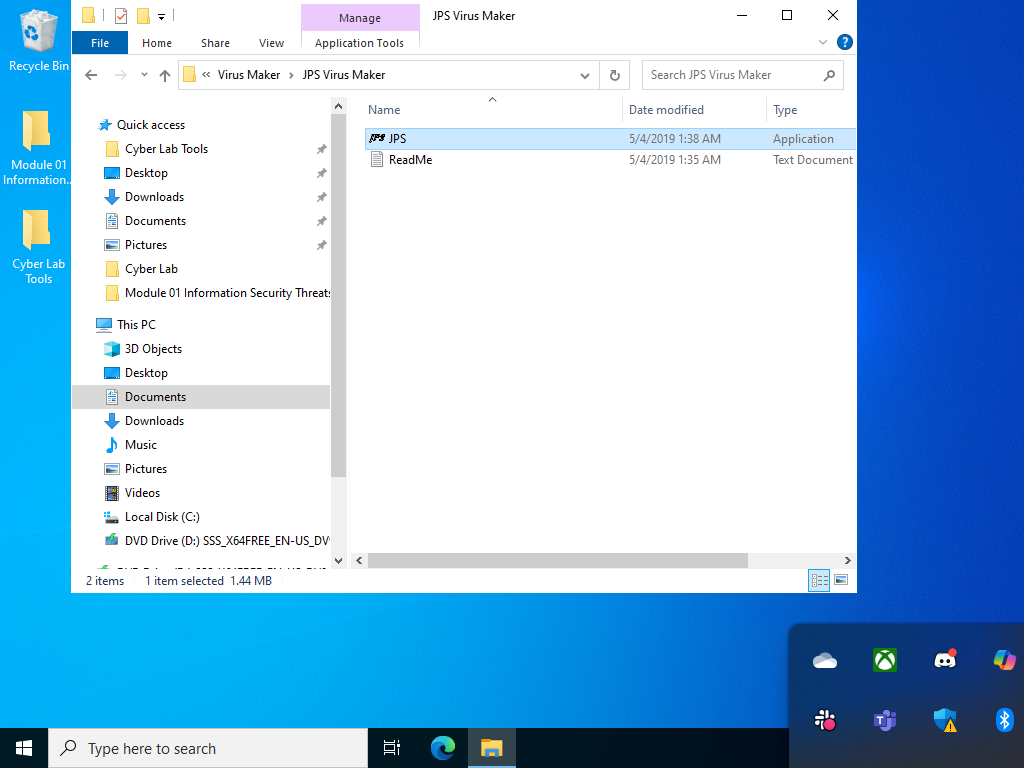 Recycle Bin
Module 01
Information...
Cyber Lab
Tools
Manage
JPS Virus Maker
File
Home
Share
View
Application Tools
?
« Virus Maker › JPS Virus Maker
Search JPS Virus Maker
Name
Date modified
Type
JPS JPS
5/4/2019 1:38 AM
Application
ReadMe
5/4/2019 1:35 AM
Text Document
Quick access
Cyber Lab Tools
Desktop
Downloads
Documents
Pictures
Cyber Lab
Module 01 Information Security Threats
This PC
3D Objects
Desktop
Documents
Downloads
Music
Pictures
Videos
Local Disk (C:)
DVD Drive (D:) SSS_X64FREE_EN-US_DV
2 items
1 item selected 1.44 MB
Type here to search